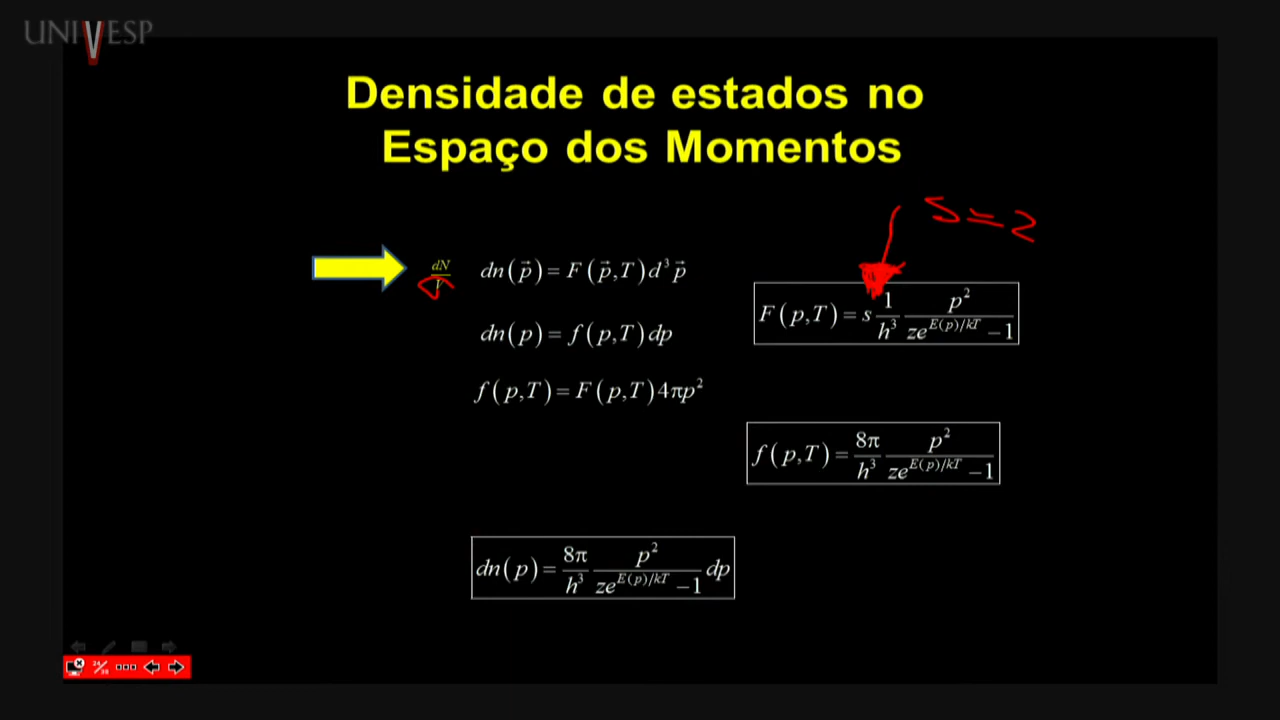 UNIVESP
Densidade de estados no
Espaço dos Momentos
S = 2
dN/V dn(p⃗) = F(p⃗,T)d³p⃗
F(p,T) = s 1/h³ p²/(ze^(E(p)/kT) −1)
dn(p) = f(p,T)dp
f(p,T) = F(p,T)4πp²
f(p,T) = 8π/h³ p²/(ze^(E(p)/kT) −1)
dn(p) = 8π/h³ p²/(ze^(E(p)/kT) −1) dp